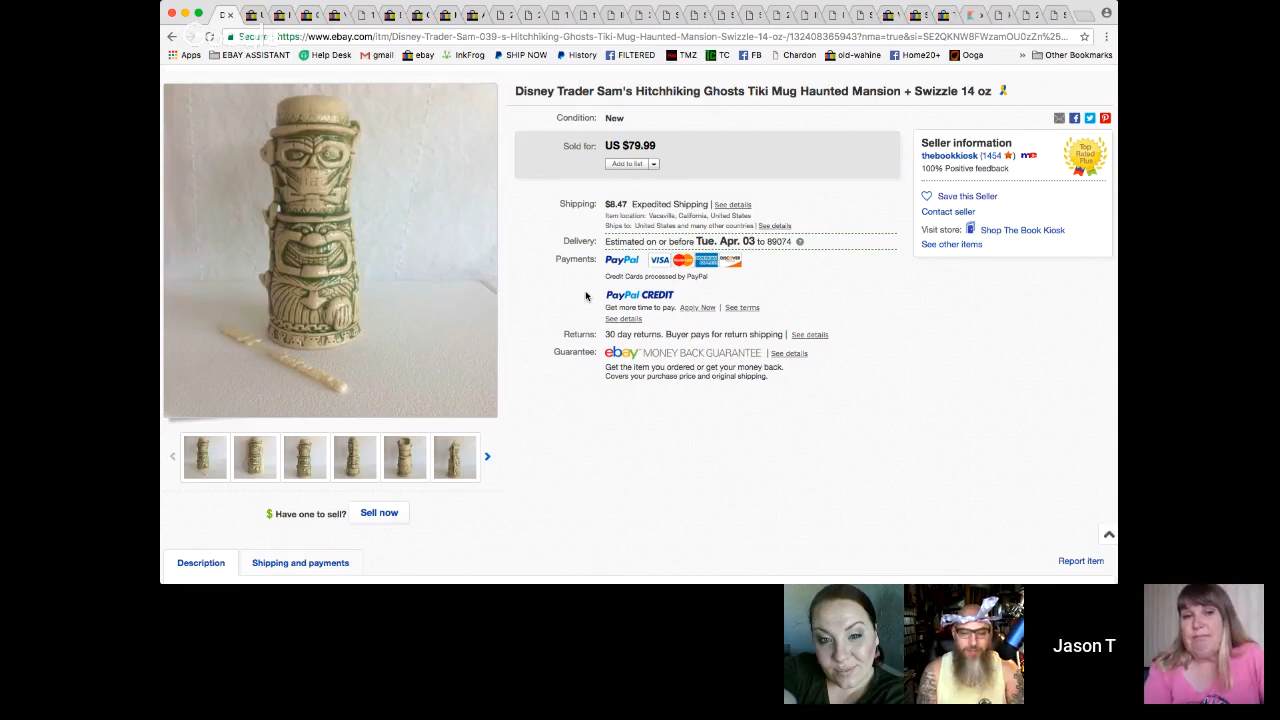 Secure
https://www.ebay.com/itm/Disney-Trader-Sam-039-s-Hitchhiking-Ghosts-Tiki-Mug-Haunted-Mansion-Swizzle-14-oz-/132408365943?nma=true&si=SE2QKNW8FWzamOU0zZn%25...
Apps EBAY ASSISTANT Help Desk gmail ebay InkFrog SHIP NOW History FILTERED TMZ TC FB Chardon old-wahine Home20+ Ooga » Other Bookmarks
Disney Trader Sam's Hitchhiking Ghosts Tiki Mug Haunted Mansion + Swizzle 14 oz
Condition: New
Sold for: US $79.99
Add to list
Shipping: $8.47 Expedited Shipping | See details
Item location: Vacaville, California, United States
Ships to: United States and many other countries | See details
Delivery: Estimated on or before Tue. Apr. 03 to 89074
Payments: PayPal VISA MasterCard AMERICAN EXPRESS DISCOVER
Credit Cards processed by PayPal
PayPal CREDIT
Get more time to pay. Apply Now | See terms
See details
Returns: 30 day returns. Buyer pays for return shipping | See details
Guarantee: ebay MONEY BACK GUARANTEE | See details
Get the item you ordered or get your money back.
Covers your purchase price and original shipping.
Seller information
thebookkiosk (1454 ) me
100% Positive feedback
Top Rated Plus
Save this Seller
Contact seller
Visit store: Shop The Book Kiosk
See other items
$ Have one to sell? Sell now
Description Shipping and payments
Report item
Jason T